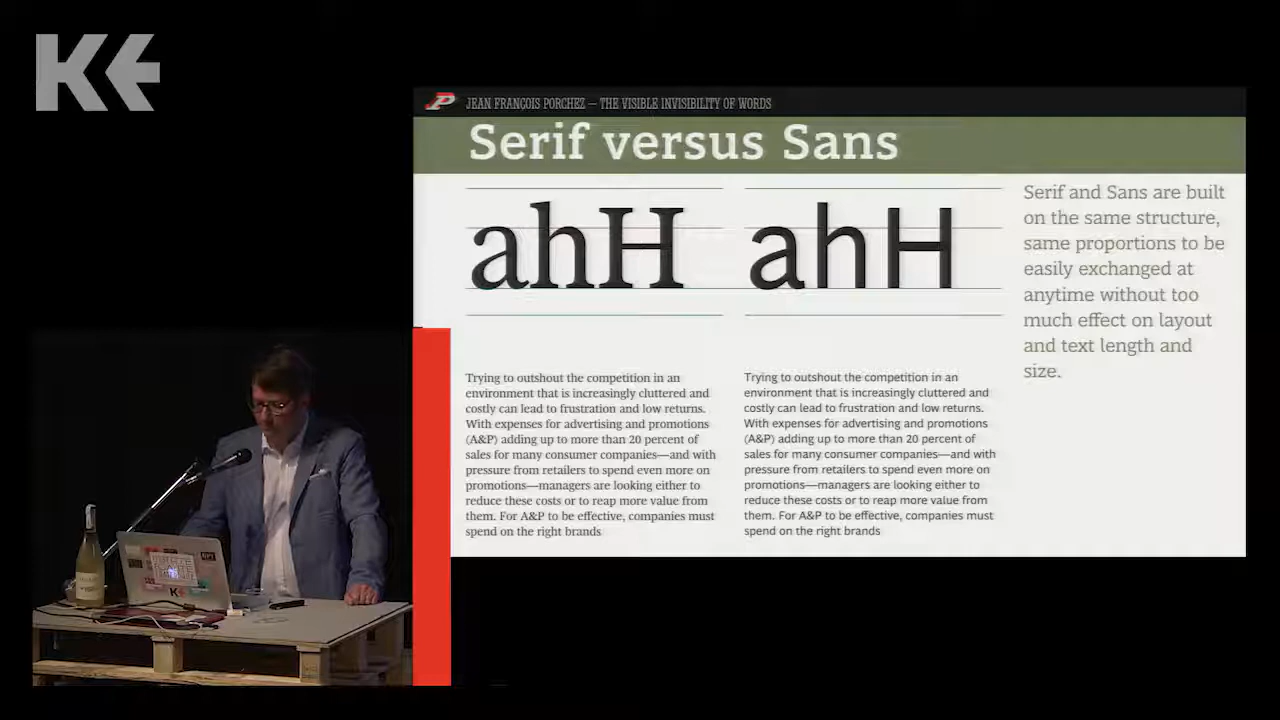 KE
JEAN FRANÇOIS PORCHEZ — THE VISIBLE INVISIBILITY OF WORDS
Serif versus Sans
ahH
ahH
Serif and Sans are built
on the same structure,
same proportions to be
easily exchanged at
anytime without too
much effect on layout
and text length and
size.
Trying to outshout the competition in an
environment that is increasingly cluttered and
costly can lead to frustration and low returns.
With expenses for advertising and promotions
(A&P) adding up to more than 20 percent of
sales for many consumer companies—and with
pressure from retailers to spend even more on
promotions—managers are looking either to
reduce these costs or to reap more value from
them. For A&P to be effective, companies must
spend on the right brands
Trying to outshout the competition in an
environment that is increasingly cluttered and
costly can lead to frustration and low returns.
With expenses for advertising and promotions
(A&P) adding up to more than 20 percent of
sales for many consumer companies—and with
pressure from retailers to spend even more on
promotions—managers are looking either to
reduce these costs or to reap more value from
them. For A&P to be effective, companies must
spend on the right brands
KE